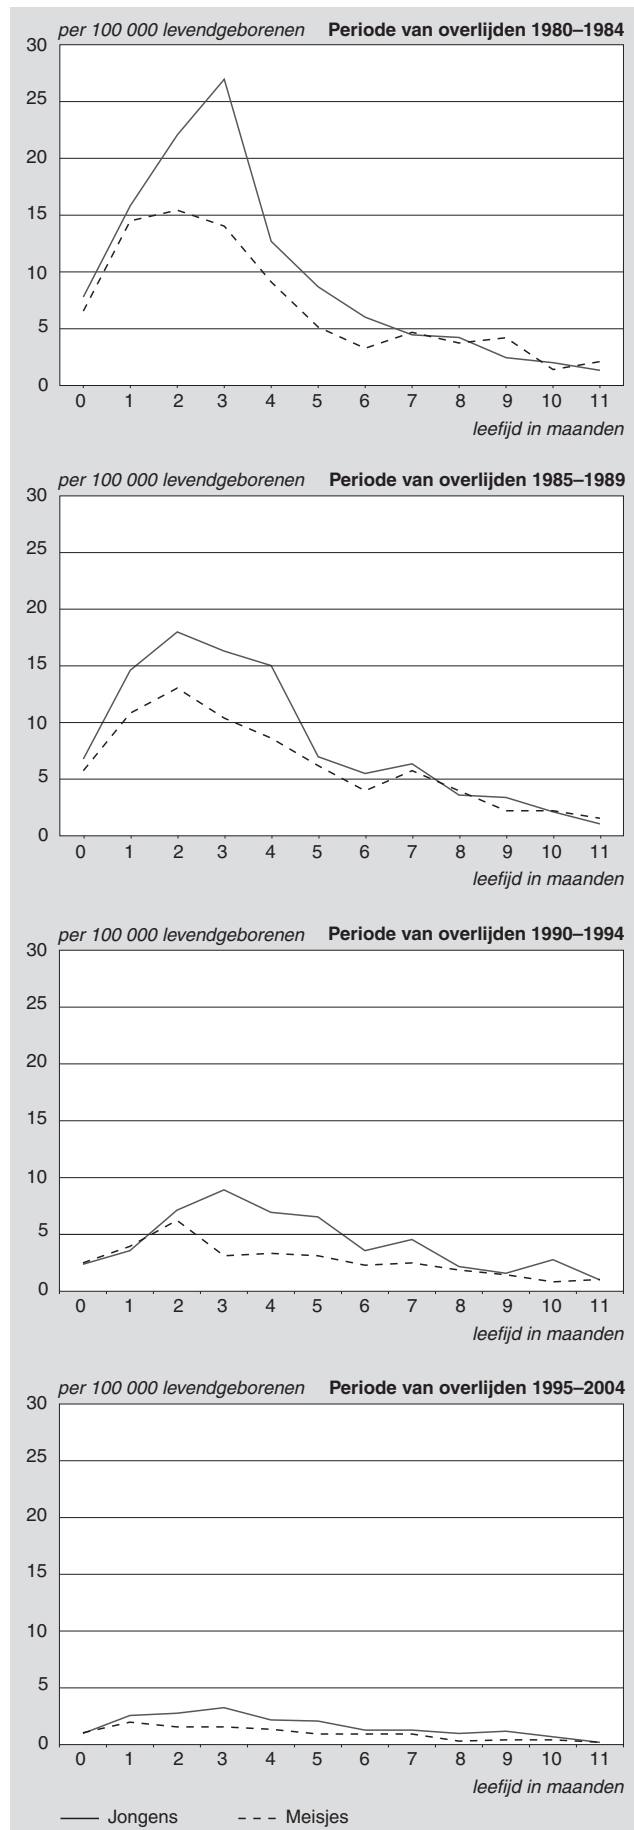 per 100 000 levendgeborenen Periode van overlijden 1980–1984
30
25
20
15
10
5
0
0 1 2 3 4 5 6 7 8 9 10 11
leefijd in maanden
per 100 000 levendgeborenen Periode van overlijden 1985–1989
30
25
20
15
10
5
0
0 1 2 3 4 5 6 7 8 9 10 11
leefijd in maanden
per 100 000 levendgeborenen Periode van overlijden 1990–1994
30
25
20
15
10
5
0
0 1 2 3 4 5 6 7 8 9 10 11
leefijd in maanden
per 100 000 levendgeborenen Periode van overlijden 1995–2004
30
25
20
15
10
5
0
0 1 2 3 4 5 6 7 8 9 10 11
leefijd in maanden
Jongens Meisjes